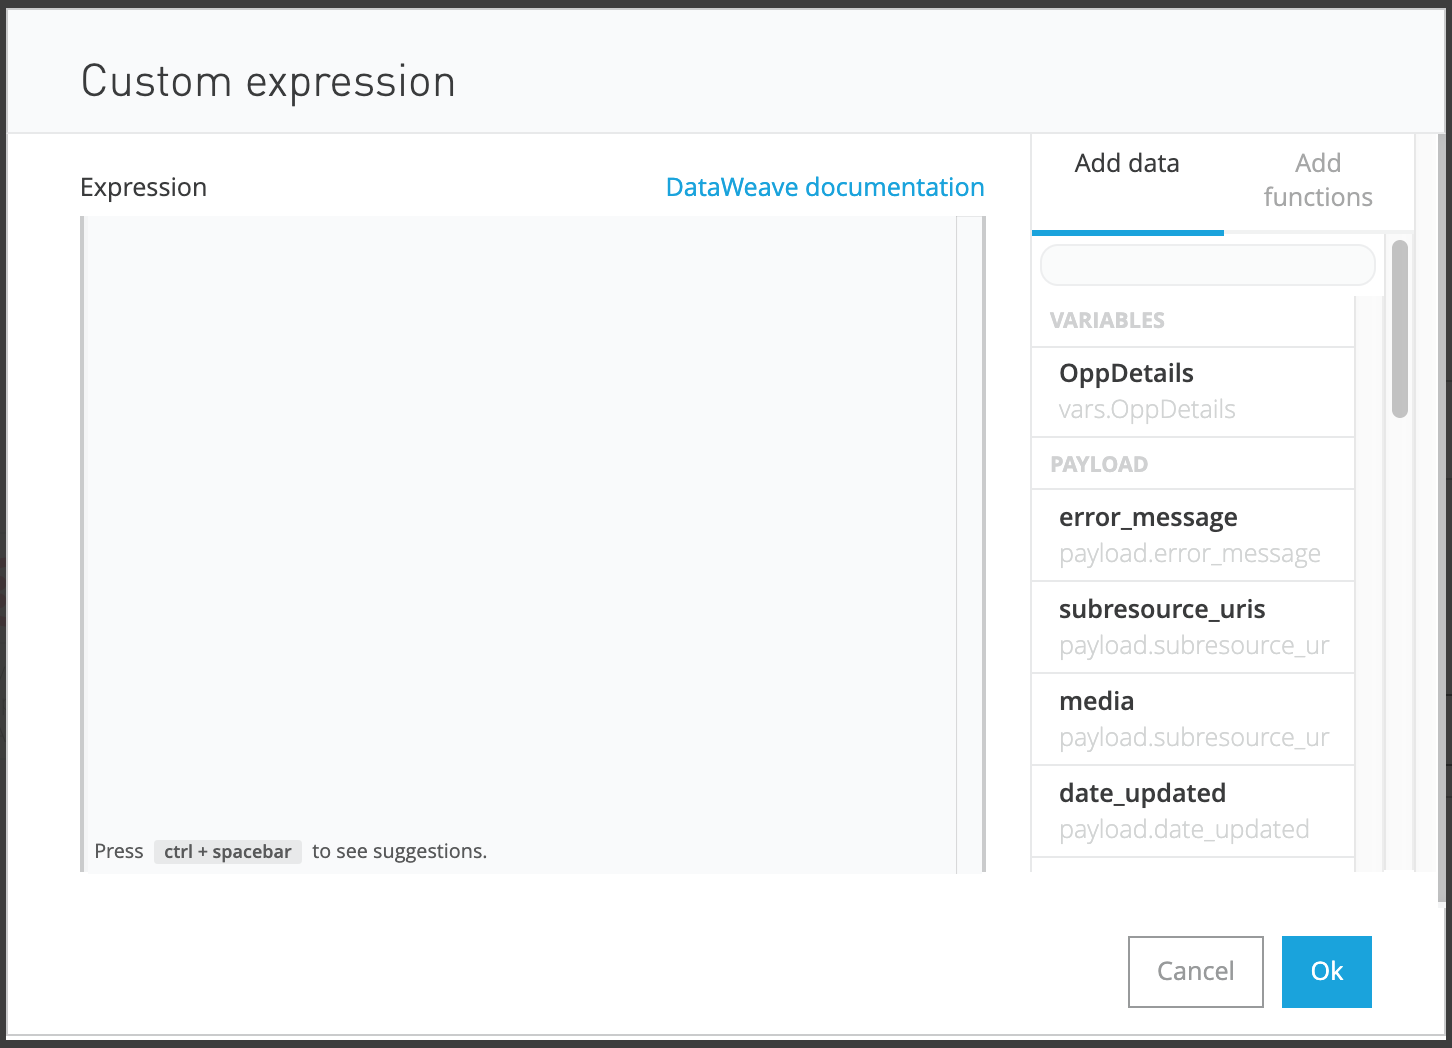 Custom expression
Expression
DataWeave documentation
Press ctrl + spacebar to see suggestions.
Add data
Add
functions
VARIABLES
OppDetails
vars.OppDetails
PAYLOAD
error_message
payload.error_message
subresource_uris
payload.subresource_ur
media
payload.subresource_ur
date_updated
payload.date_updated
Cancel
Ok